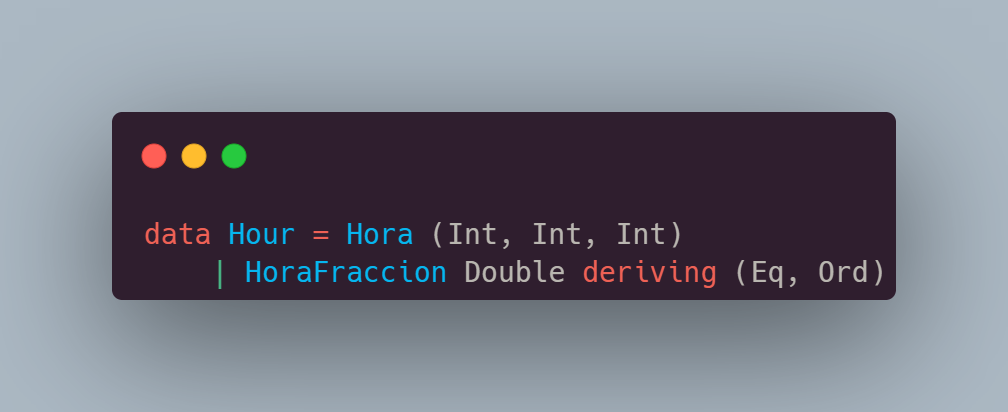 data Hour = Hora (Int, Int, Int)
    | HoraFraccion Double deriving (Eq, Ord)